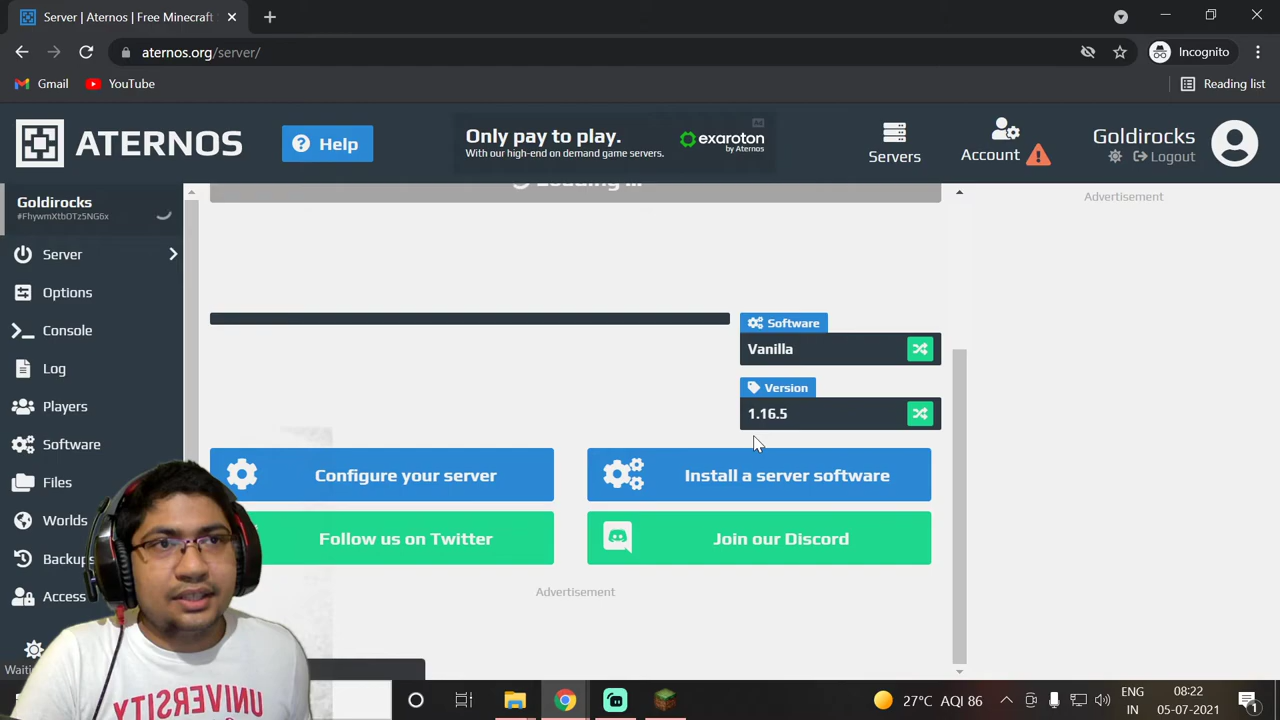 Server | Aternos | Free Minecraft
aternos.org/server/
Incognito
Gmail
YouTube
Reading list
ATERNOS
Help
Only pay to play.
With our high-end on demand game servers.
exaroton
by Aternos
Ad
Servers
Account
Goldirocks
Logout
Goldirocks
#FhywmXtbOTz5NG6x
Loading ...
Advertisement
Server
Options
Console
Log
Players
Software
Files
Worlds
Backups
Access
Software
Vanilla
Version
1.16.5
Configure your server
Install a server software
Follow us on Twitter
Join our Discord
Advertisement
UNIVERSITY
27°C AQI 86
ENG
IN
08:22
05-07-2021
1